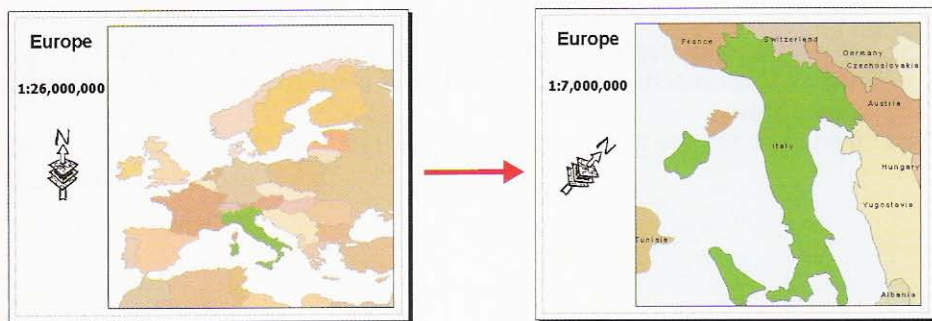 Europe
1:26,000,000
N
Europe
1:7,000,000
N
France
Switzerland
Germany
Czechoslovakia
Austria
Italy
Hungary
Yugoslavia
Tunisia
Albania